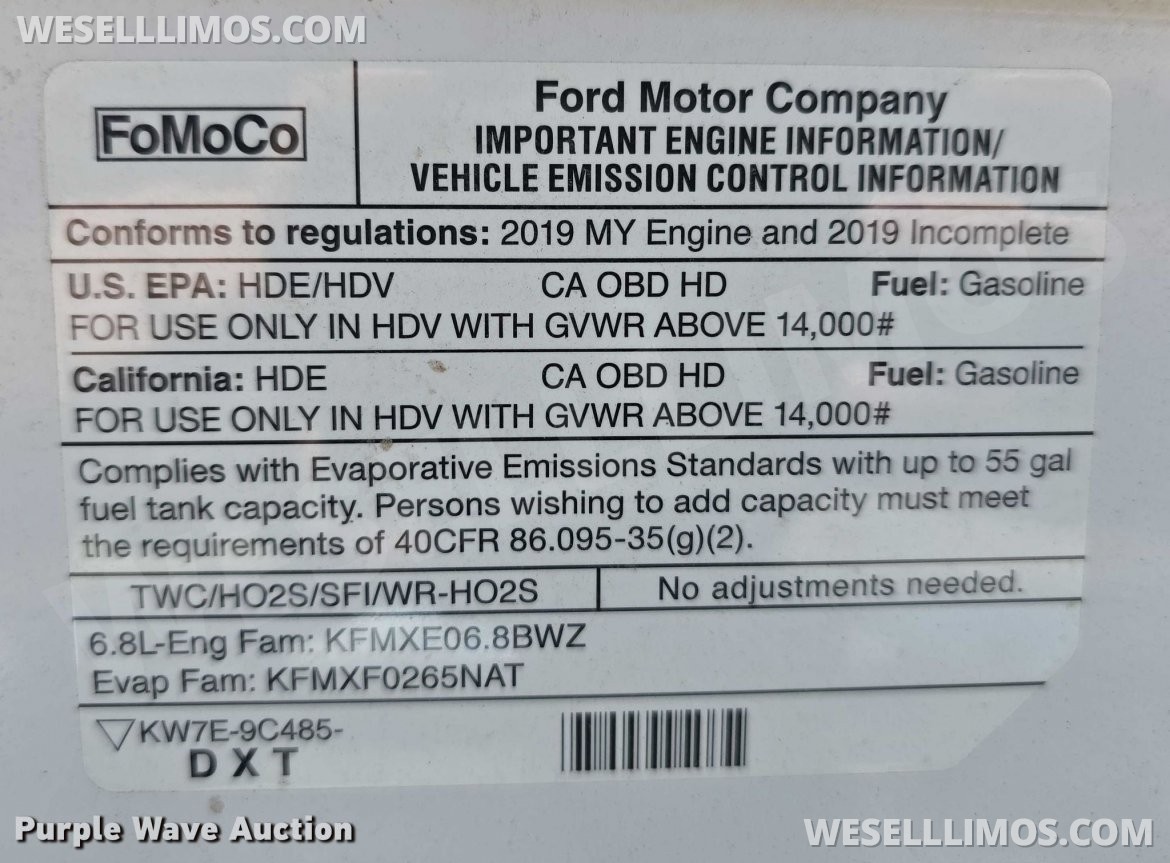 WESELLLIMOS.COM
FoMoCo
Ford Motor Company
IMPORTANT ENGINE INFORMATION/
VEHICLE EMISSION CONTROL INFORMATION
Conforms to regulations: 2019 MY Engine and 2019 Incomplete
U.S. EPA: HDE/HDV CA OBD HD Fuel: Gasoline
FOR USE ONLY IN HDV WITH GVWR ABOVE 14,000#
California: HDE CA OBD HD Fuel: Gasoline
FOR USE ONLY IN HDV WITH GVWR ABOVE 14,000#
Complies with Evaporative Emissions Standards with up to 55 gal
fuel tank capacity. Persons wishing to add capacity must meet
the requirements of 40CFR 86.095-35(g)(2).
TWC/HO2S/SFI/WR-HO2S No adjustments needed.
6.8L-Eng Fam: KFMXE06.8BWZ
Evap Fam: KFMXF0265NAT
KW7E-9C485-
D X T
Purple Wave Auction
WESELLLIMOS.COM